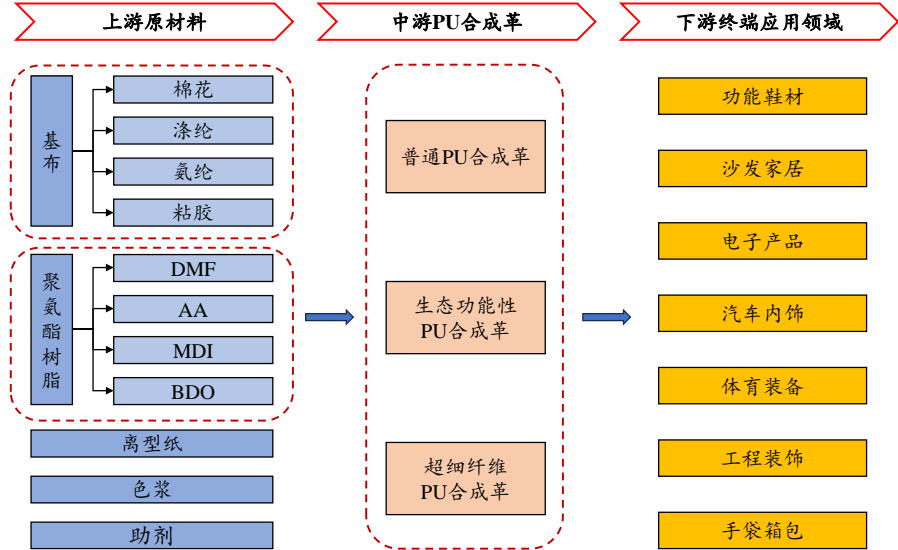 上游原材料
中游PU合成革
下游终端应用领域
基布
棉花
涤纶
氨纶
粘胶
聚氨酯树脂
DMF
AA
MDI
BDO
离型纸
色浆
助剂
普通PU合成革
生态功能性
PU合成革
超细纤维
PU合成革
功能鞋材
沙发家居
电子产品
汽车内饰
体育装备
工程装饰
手袋箱包